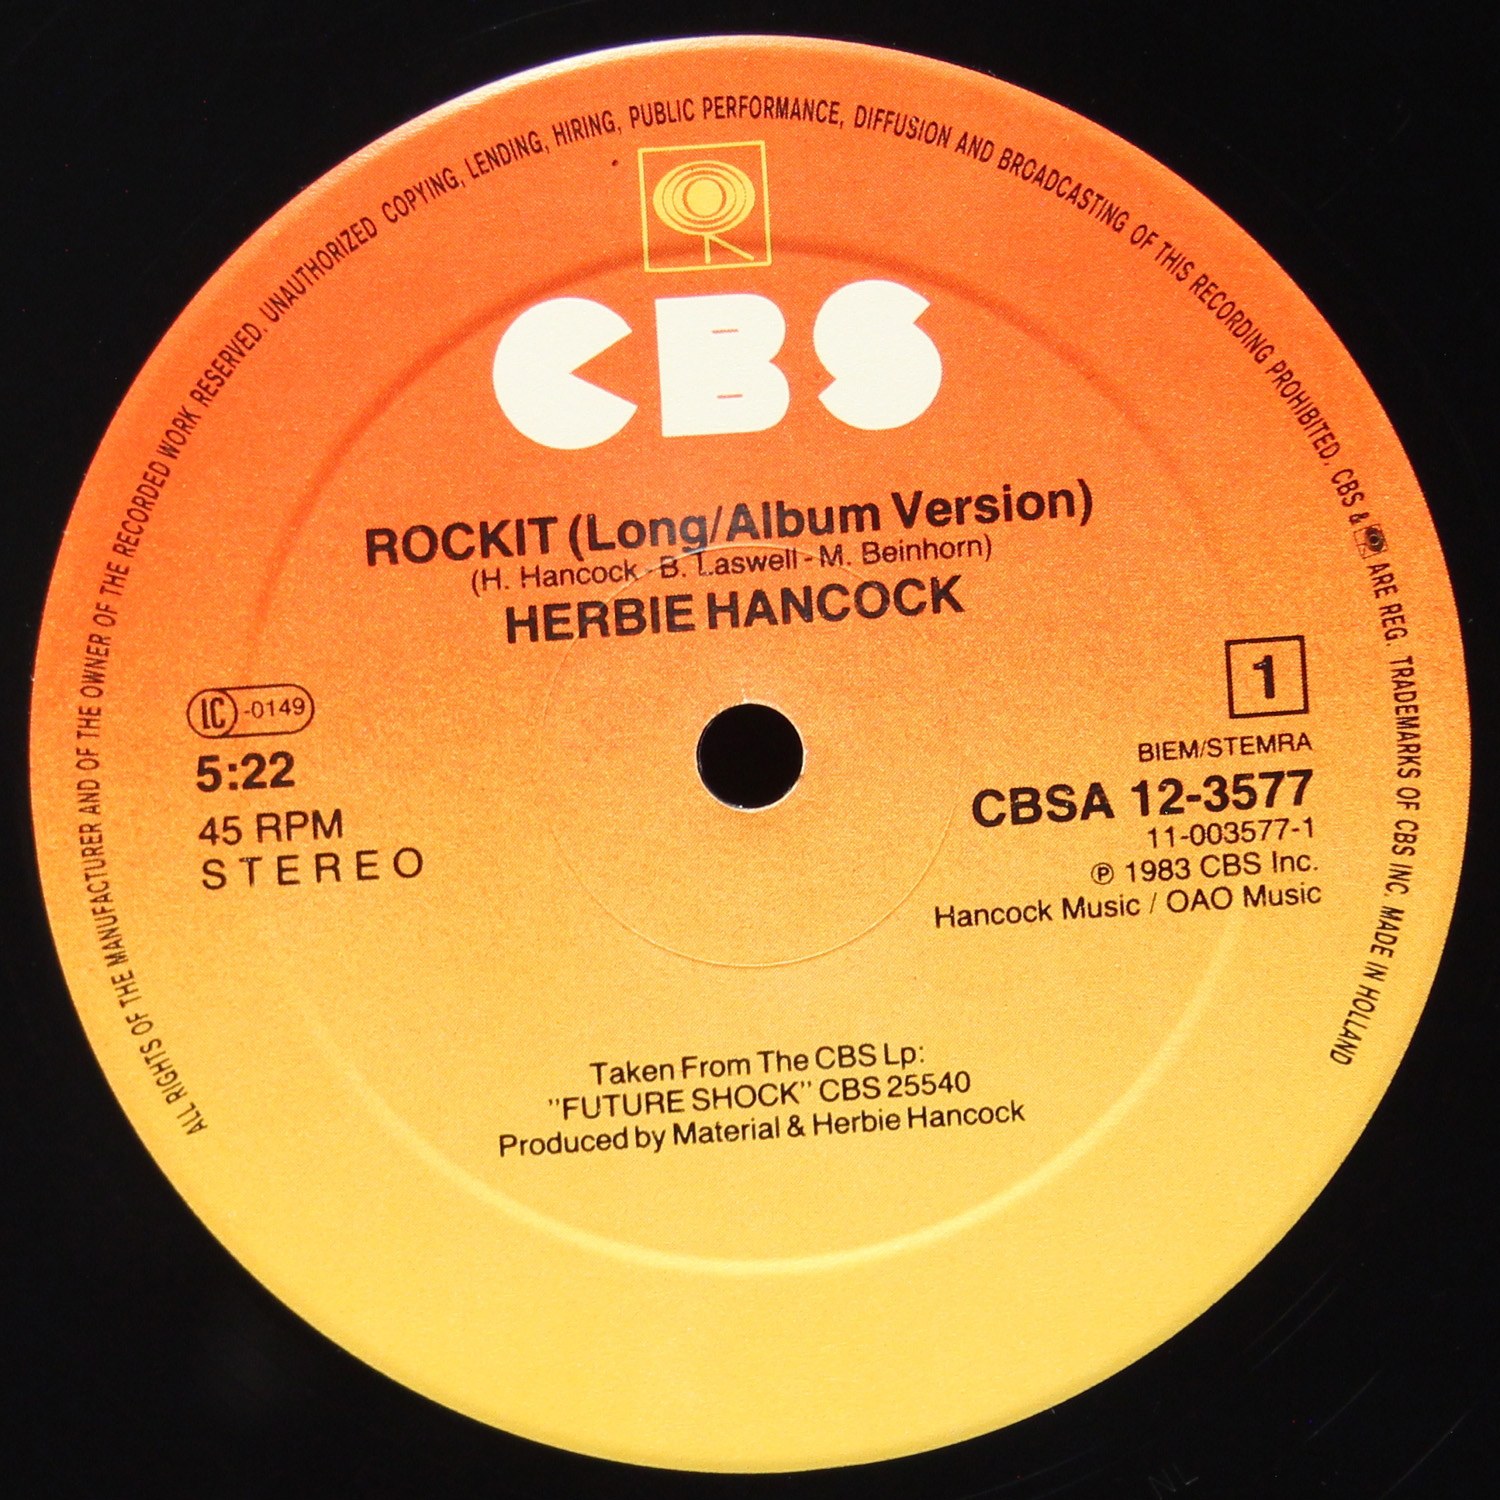 ALL RIGHTS OF THE MANUFACTURER AND OF THE OWNER OF THE RECORDED WORK RESERVED. UNAUTHORIZED COPYING, LENDING, HIRING, PUBLIC PERFORMANCE, DIFFUSION AND BROADCASTING OF THIS RECORDING PROHIBITED. CBS & ARE REG. TRADEMARKS OF CBS INC. MADE IN HOLLAND
CBS
ROCKIT (Long/Album Version)
(H. Hancock - B. Laswell - M. Beinhorn)
HERBIE HANCOCK
LC -0149
5:22
45 RPM
STEREO
1
BIEM/STEMRA
CBSA 12-3577
11-003577-1
℗ 1983 CBS Inc.
Hancock Music / OAO Music
Taken From The CBS Lp:
"FUTURE SHOCK" CBS 25540
Produced by Material & Herbie Hancock